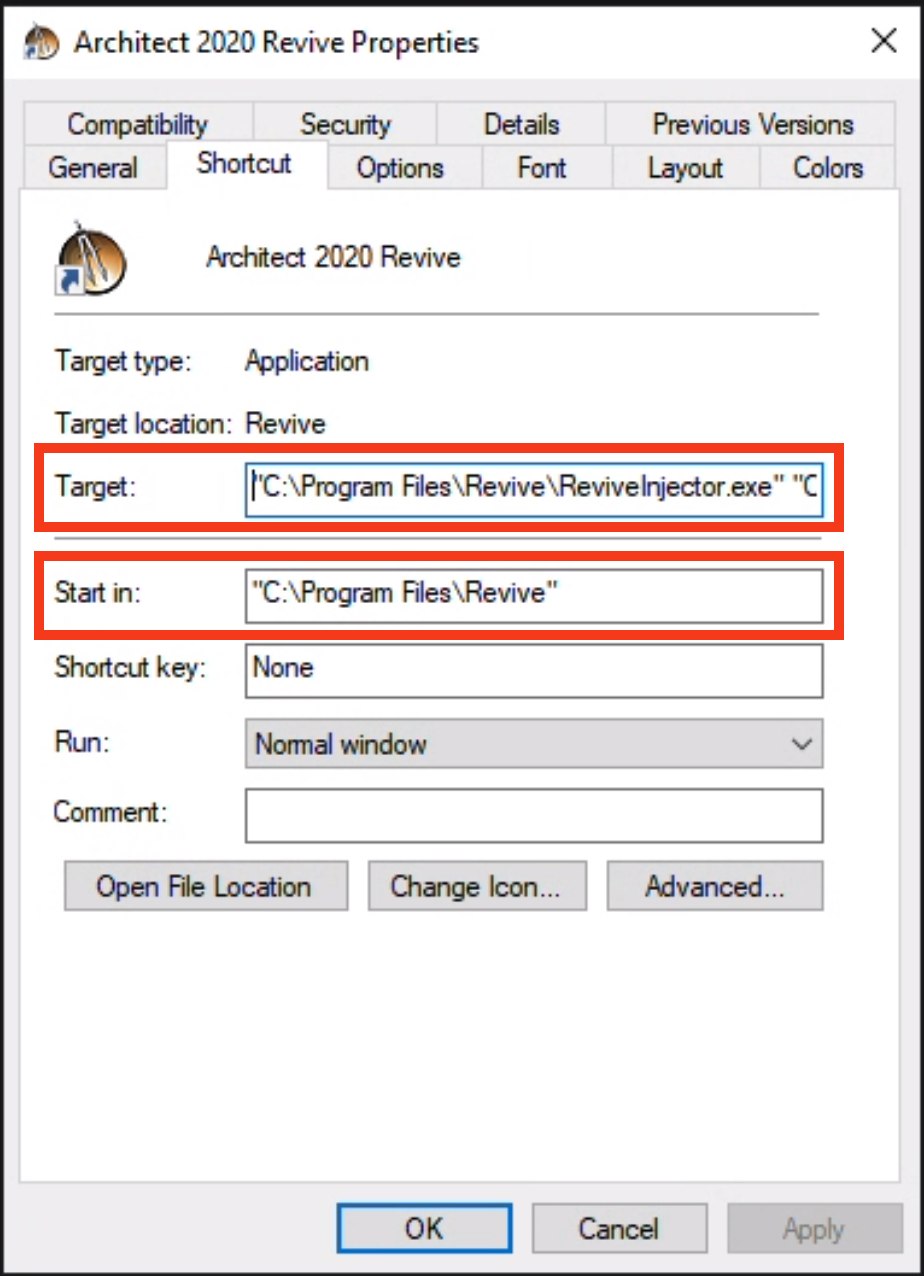 Architect 2020 Revive Properties
Compatibility Security Details Previous Versions
General Shortcut Options Font Layout Colors
Architect 2020 Revive
Target type: Application
Target location: Revive
Target: "C:\Program Files\Revive\ReviveInjector.exe" "C
Start in: "C:\Program Files\Revive"
Shortcut key: None
Run: Normal window
Comment:
Open File Location Change Icon... Advanced...
OK Cancel Apply